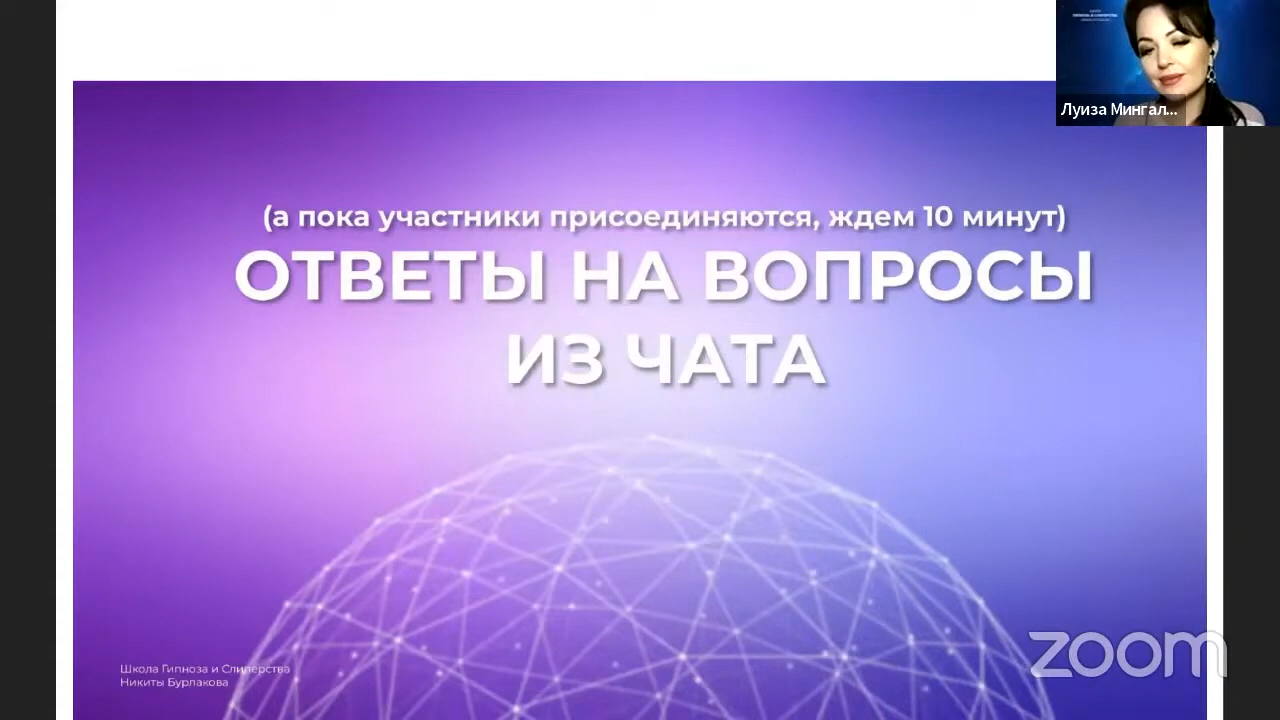 Луиза Мингал...
(а пока участники присоединяются, ждем 10 минут)
ОТВЕТЫ НА ВОПРОСЫ
ИЗ ЧАТА
Школа Гипноза и Слиперства
Никиты Бурлакова
zoom